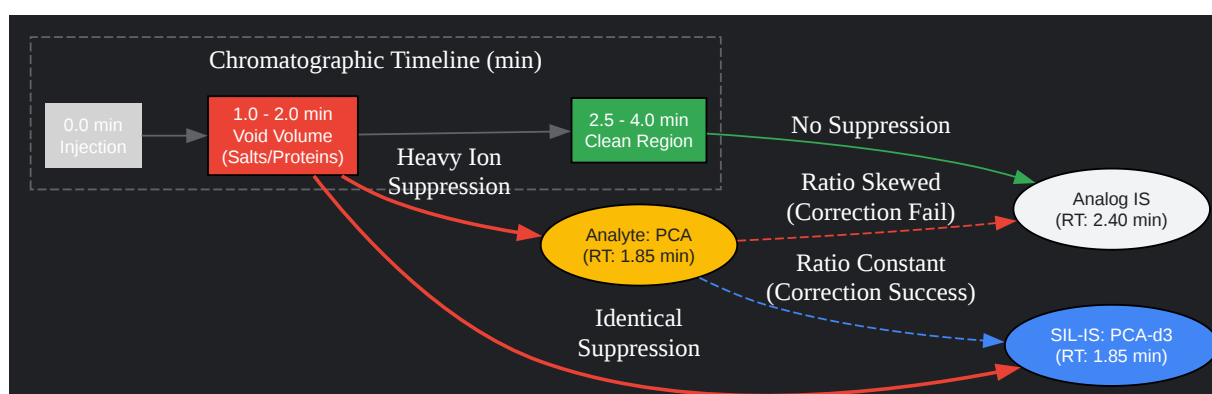 Chromatographic Timeline (min)
0.0 min
Injection
1.0 - 2.0 min
Void Volume
(Salts/Proteins)
2.5 - 4.0 min
Clean Region
No Suppression
Heavy Ion
Suppression
Ratio Skewed
(Correction Fail)
Analog IS
(RT: 2.40 min)
Analyte: PCA
(RT: 1.85 min)
Ratio Constant
(Correction Success)
Identical
Suppression
SIL-IS: PCA-d3
(RT: 1.85 min)